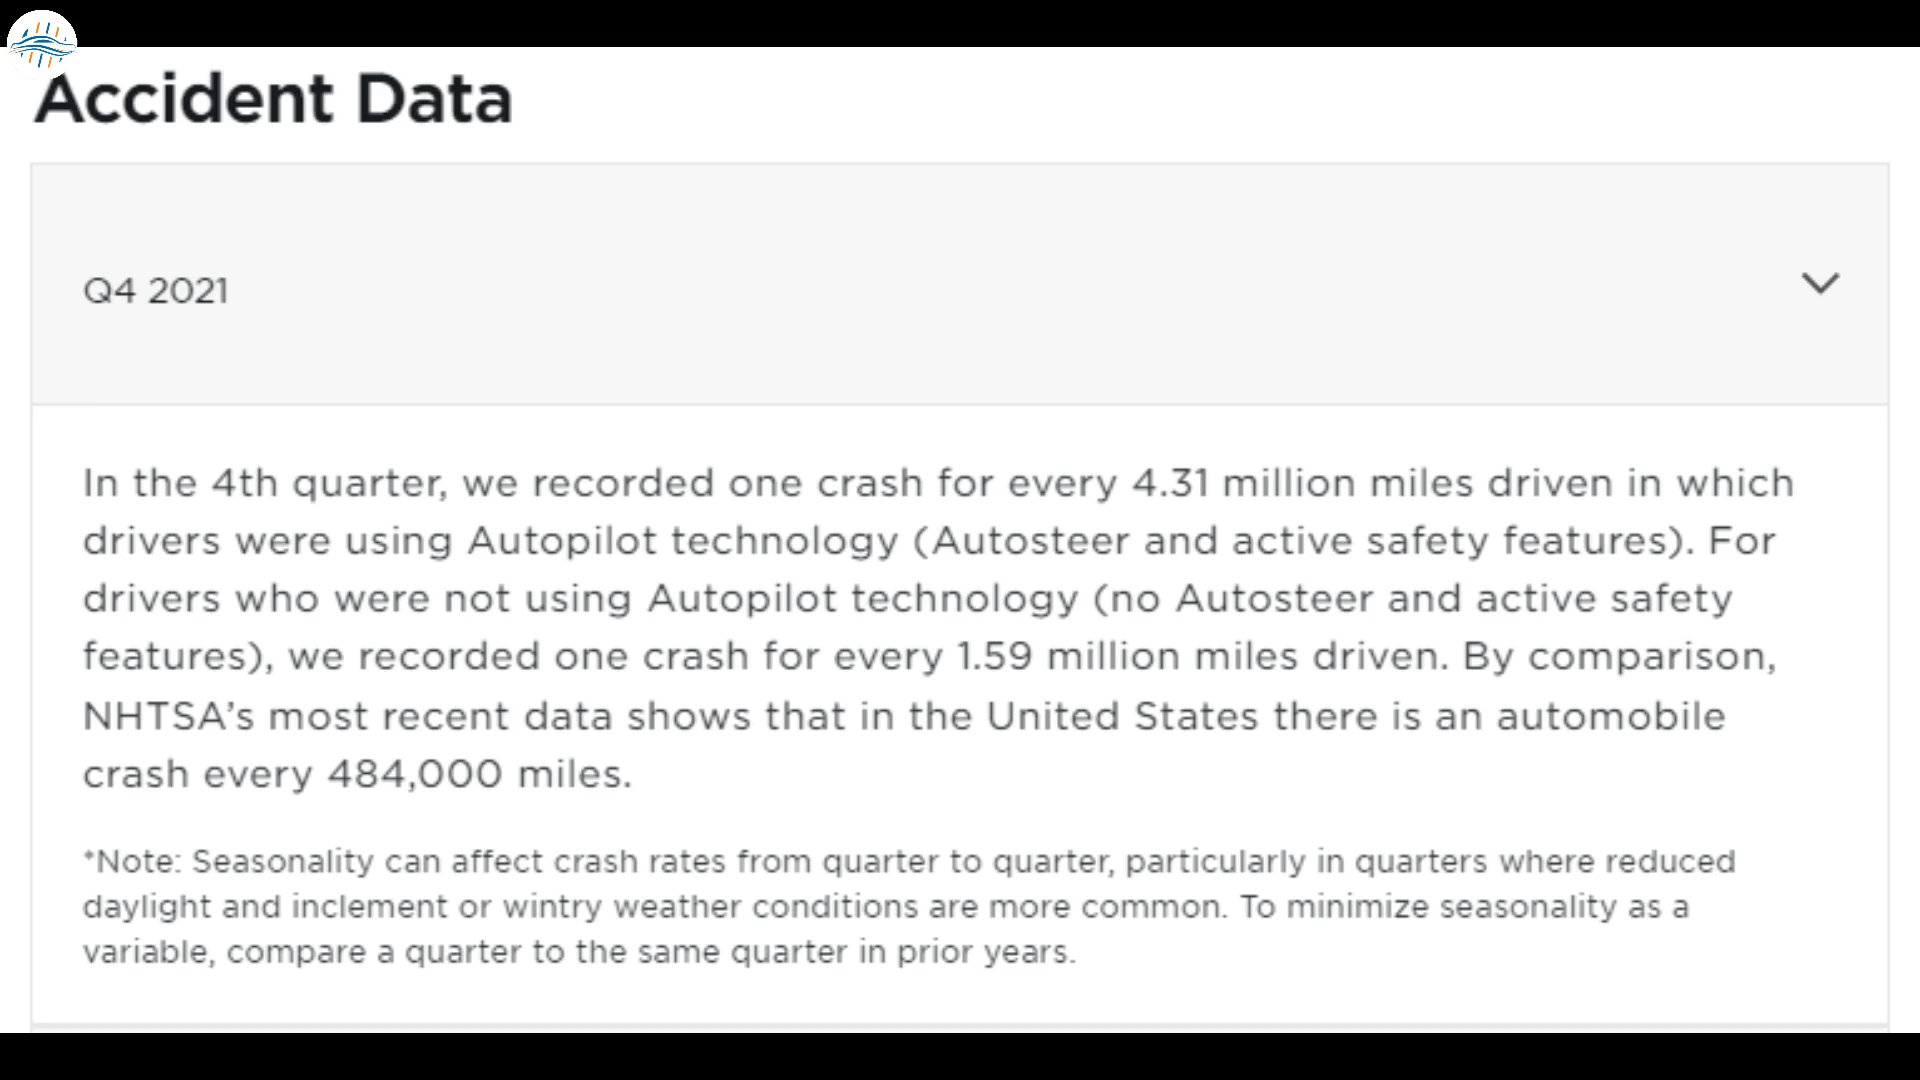 Accident Data
Q4 2021
In the 4th quarter, we recorded one crash for every 4.31 million miles driven in which
drivers were using Autopilot technology (Autosteer and active safety features). For
drivers who were not using Autopilot technology (no Autosteer and active safety
features), we recorded one crash for every 1.59 million miles driven. By comparison,
NHTSA’s most recent data shows that in the United States there is an automobile
crash every 484,000 miles.
*Note: Seasonality can affect crash rates from quarter to quarter, particularly in quarters where reduced
daylight and inclement or wintry weather conditions are more common. To minimize seasonality as a
variable, compare a quarter to the same quarter in prior years.